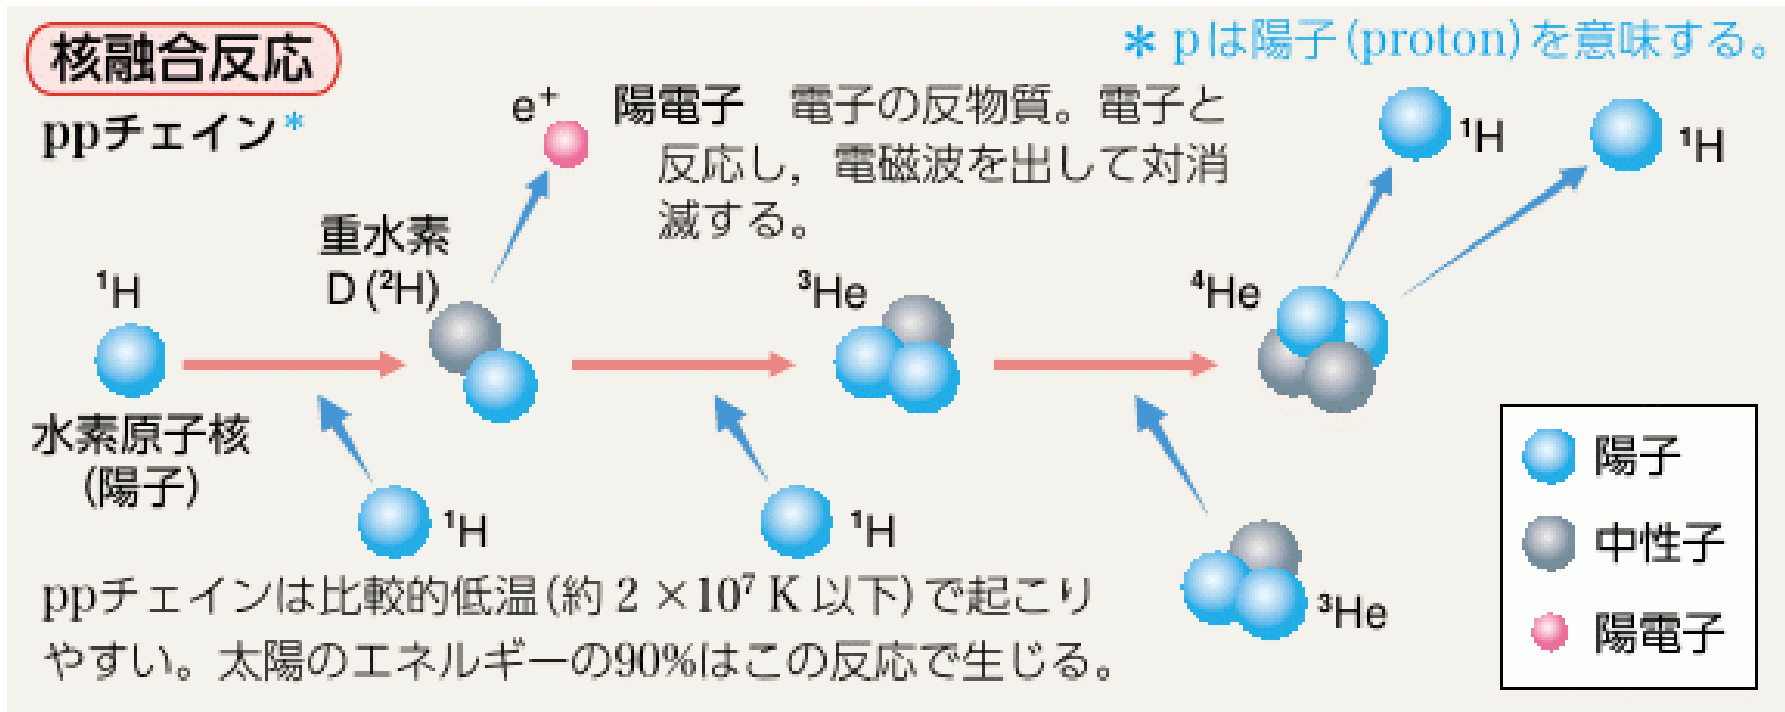 核融合反応
ppチェイン*
* pは陽子(proton)を意味する。
e⁺
陽電子 電子の反物質。電子と
反応し，電磁波を出して対消
滅する。
¹H
¹H
重水素
D(²H)
¹H
³He
⁴He
水素原子核
(陽子)
¹H
¹H
³He
陽子
中性子
陽電子
ppチェインは比較的低温(約2×10⁷K以下)で起こり
やすい。太陽のエネルギーの90%はこの反応で生じる。